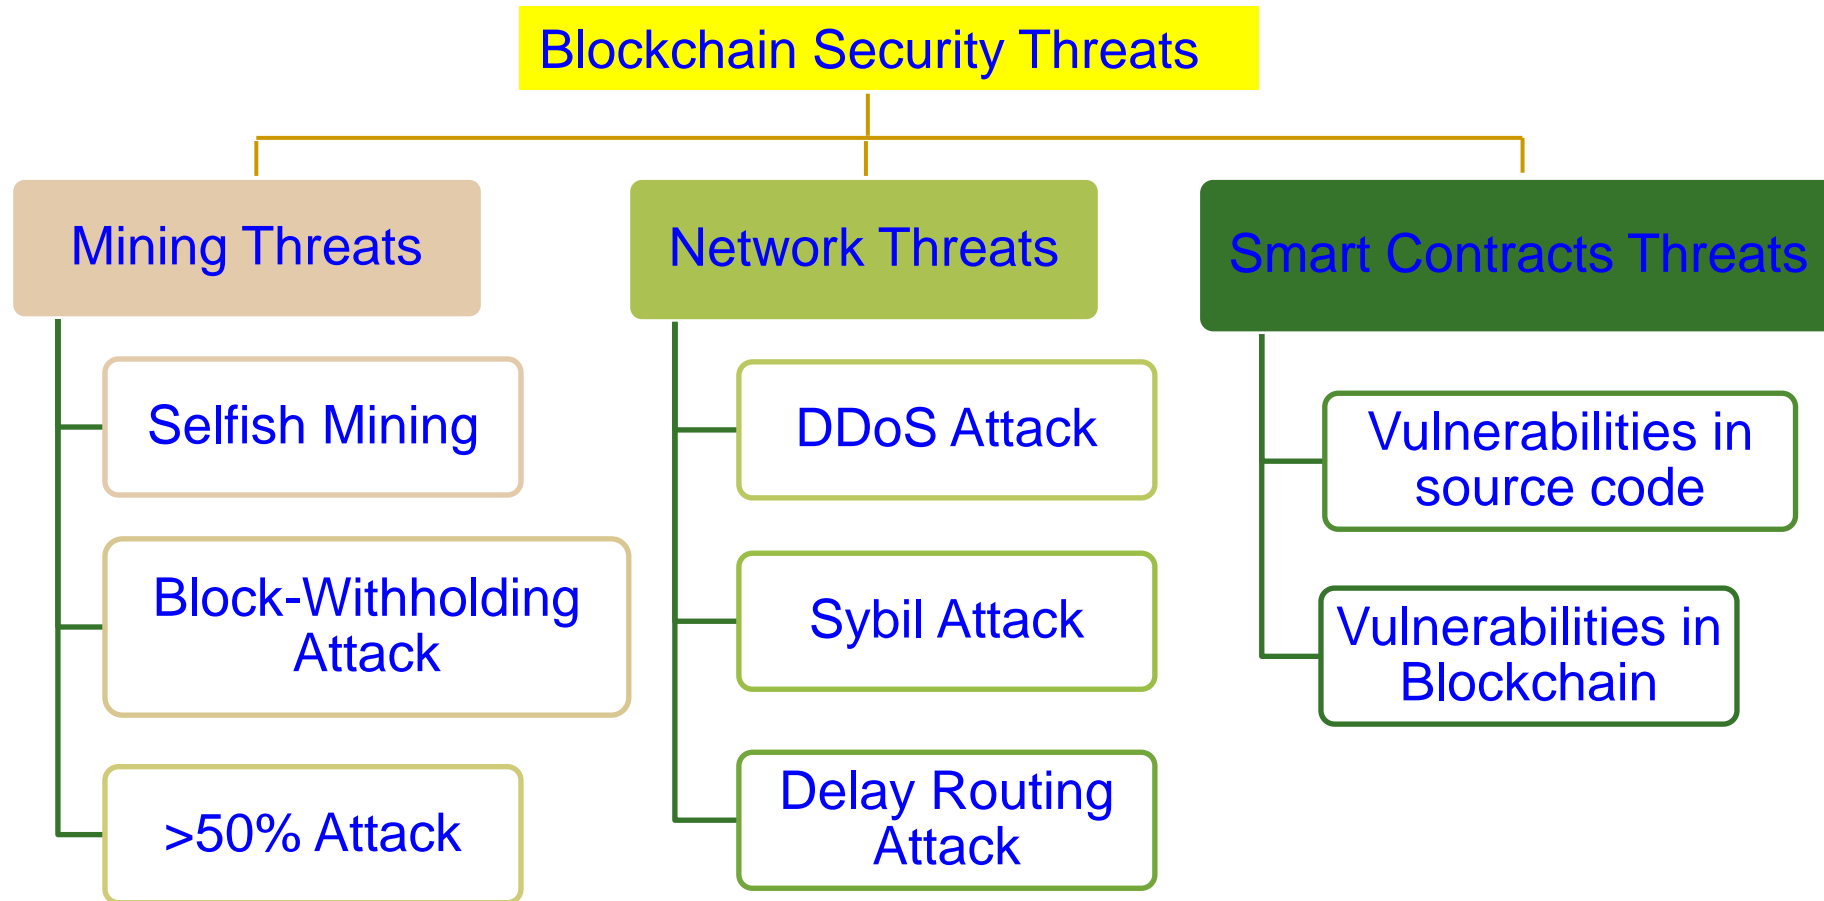 Blockchain Security Threats
Mining Threats
Selfish Mining
Block-Withholding
Attack
>50% Attack
Network Threats
DDoS Attack
Sybil Attack
Delay Routing
Attack
Smart Contracts Threats
Vulnerabilities in
source code
Vulnerabilities in
Blockchain